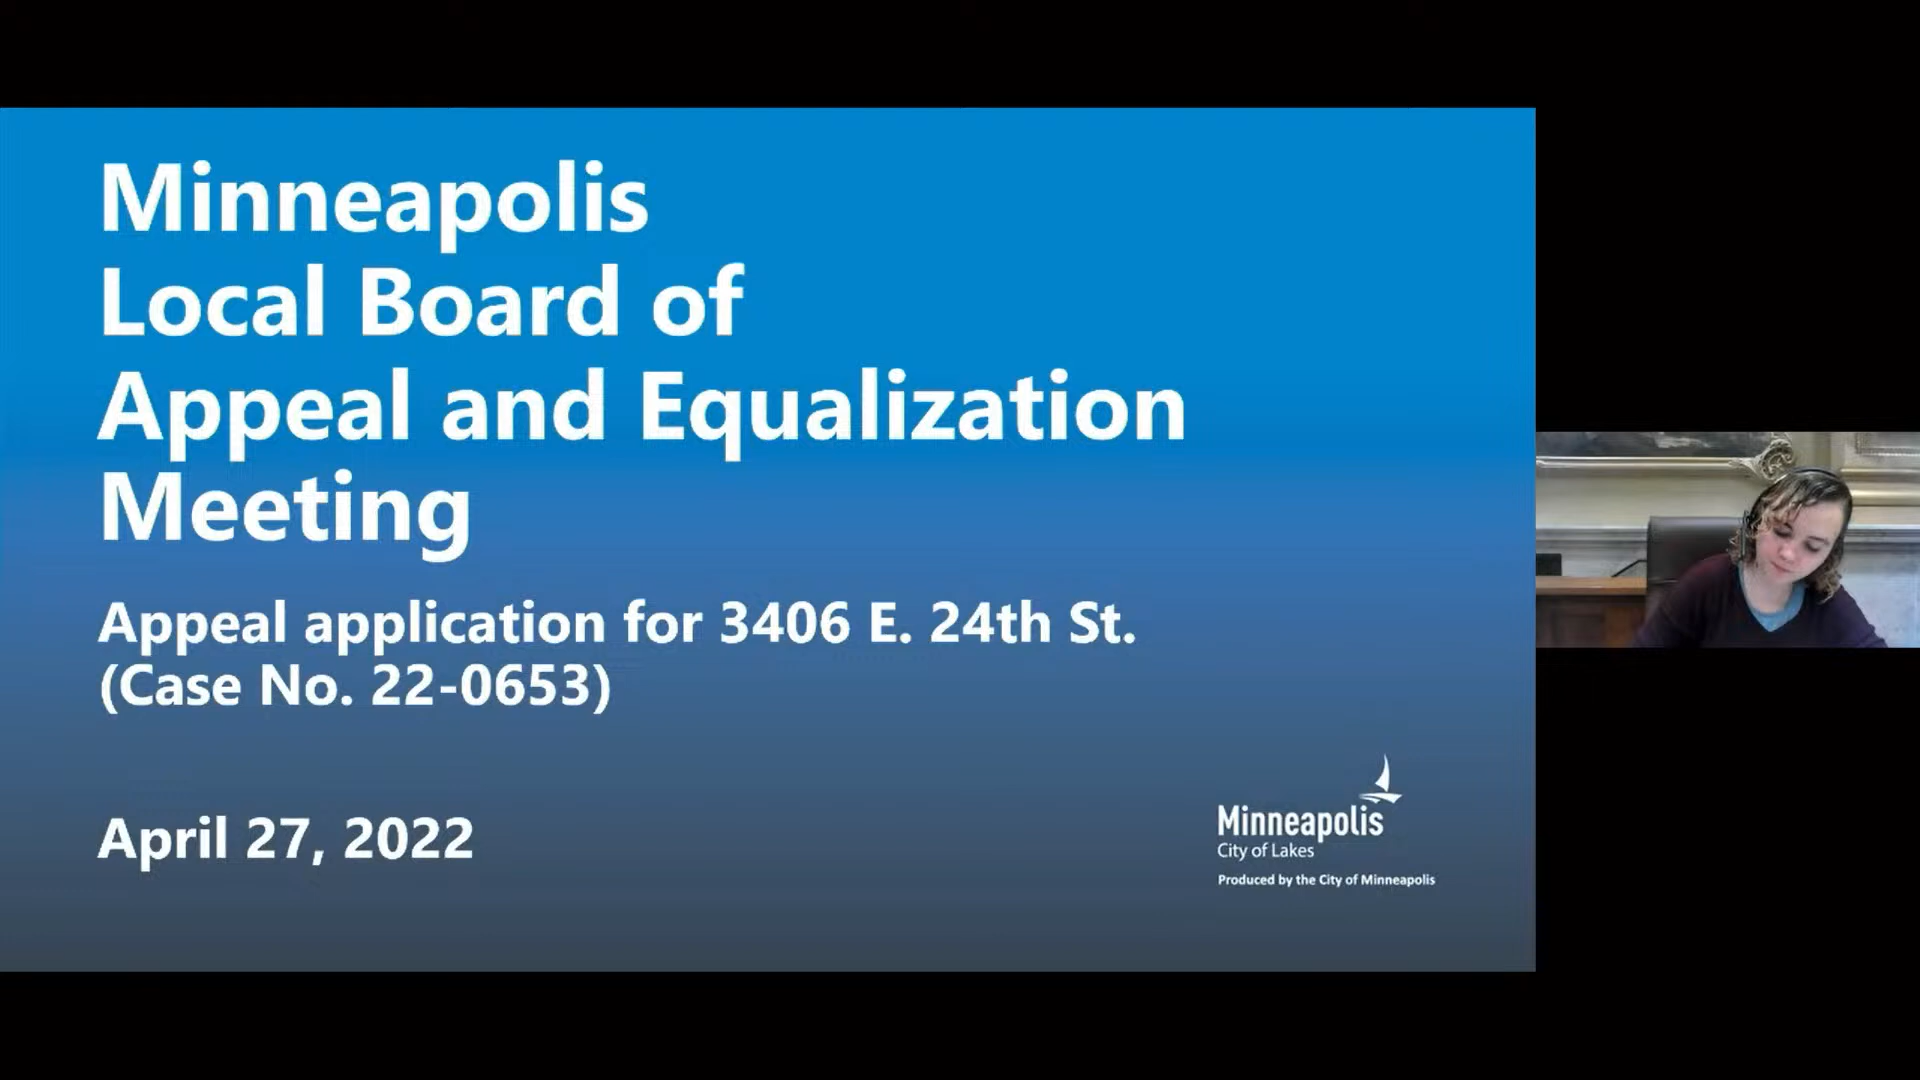 Minneapolis
Local Board of
Appeal and Equalization
Meeting
Appeal application for 3406 E. 24th St.
(Case No. 22-0653)
April 27, 2022
Minneapolis
City of Lakes
Produced by the City of Minneapolis